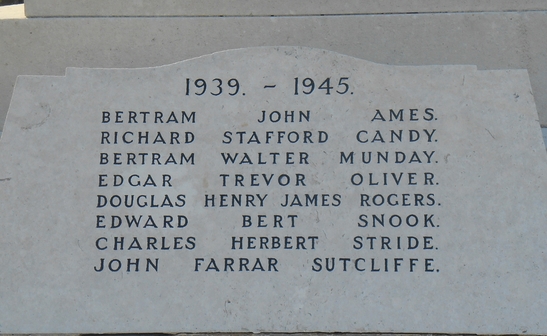 1939. - 1945.
BERTRAM JOHN AMES.
RICHARD STAFFORD CANDY.
BERTRAM WALTER MUNDAY.
EDGAR TREVOR OLIVER.
DOUGLAS HENRY JAMES ROGERS.
EDWARD BERT SNOOK.
CHARLES HERBERT STRIDE.
JOHN FARRAR SUTCLIFFE.